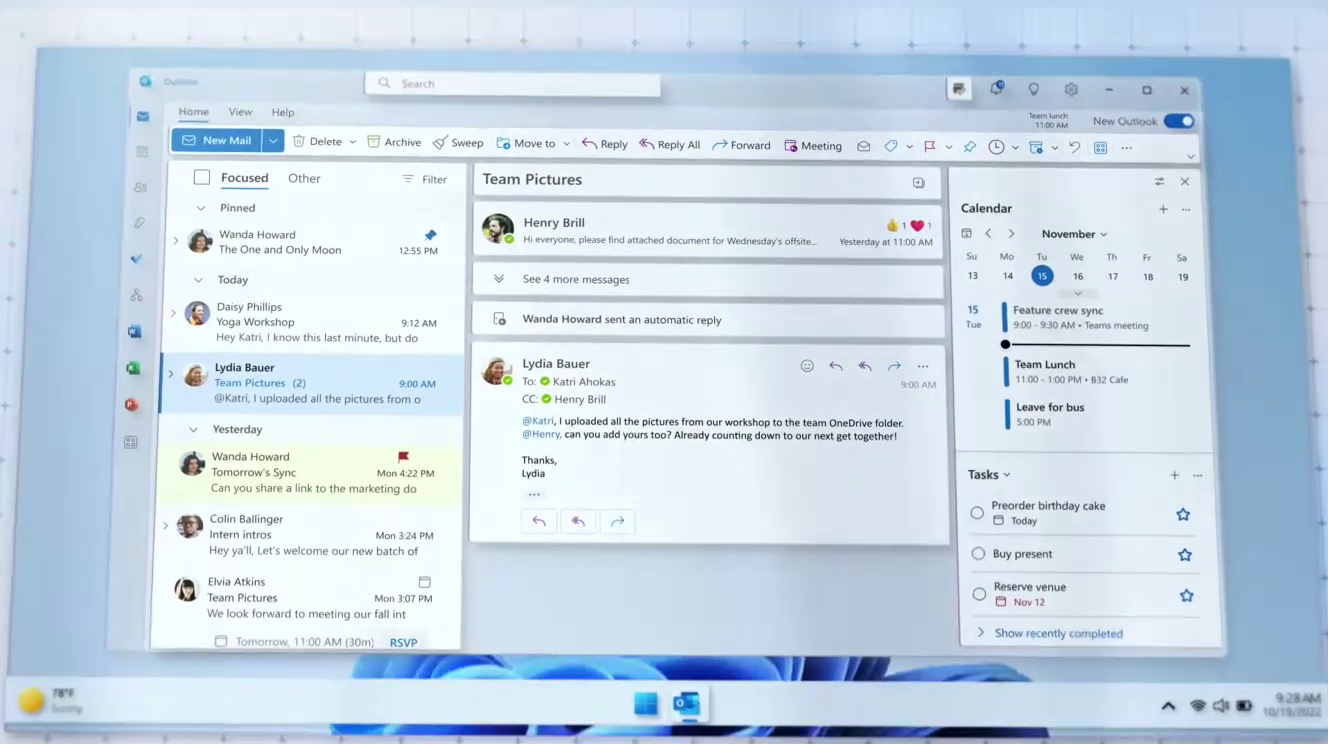 Outlook
Search
Home View Help
Team lunch
11:00 AM
New Outlook
New Mail
Delete
Archive
Sweep
Move to
Reply
Reply All
Forward
Meeting
Focused Other Filter
Pinned
Wanda Howard
The One and Only Moon 12:55 PM
Today
Daisy Phillips
Yoga Workshop 9:12 AM
Hey Katri, I know this last minute, but do
Lydia Bauer
Team Pictures (2) 9:00 AM
@Katri, I uploaded all the pictures from o
Yesterday
Wanda Howard
Tomorrow's Sync Mon 4:22 PM
Can you share a link to the marketing do
Colin Ballinger
Intern intros Mon 3:24 PM
Hey ya'll, Let's welcome our new batch of
Elvia Atkins
Team Pictures Mon 3:07 PM
We look forward to meeting our fall int
Tomorrow, 11:00 AM (30m) RSVP
Team Pictures
Henry Brill
👍 1 ❤️ 1
Hi everyone, please find attached document for Wednesday's offsite... Yesterday at 11:00 AM
See 4 more messages
Wanda Howard sent an automatic reply
Lydia Bauer
To: Katri Ahokas 9:00 AM
CC: Henry Brill
@Katri, I uploaded all the pictures from our workshop to the team OneDrive folder.
@Henry, can you add yours too? Already counting down to our next get together!
Thanks,
Lydia
...
Calendar
November
Su Mo Tu We Th Fr Sa
13 14 15 16 17 18 19
15
Tue
Feature crew sync
9:00 - 9:30 AM • Teams meeting
Team Lunch
11:00 - 1:00 PM • B32 Cafe
Leave for bus
5:00 PM
Tasks
Preorder birthday cake
Today
Buy present
Reserve venue
Nov 12
Show recently completed
78°F
Sunny
9:28 AM
10/19/2022